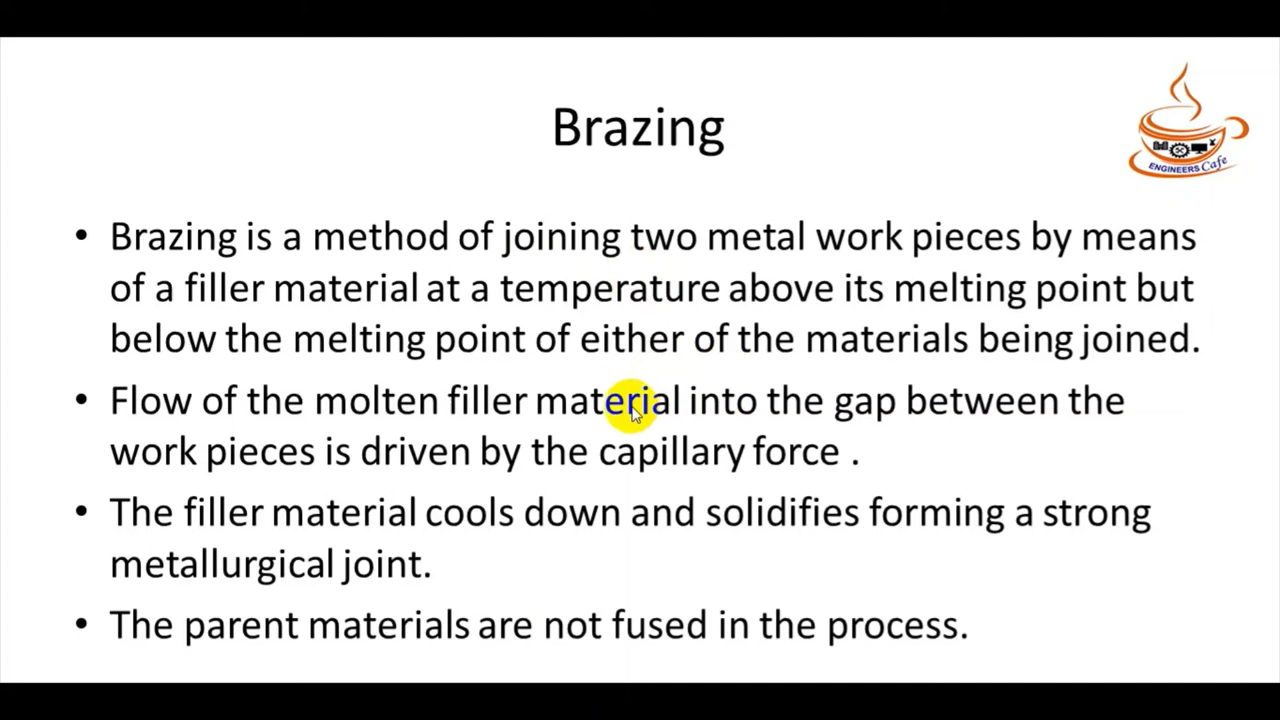 Brazing
ENGINEERS Cafe
• Brazing is a method of joining two metal work pieces by means
of a filler material at a temperature above its melting point but
below the melting point of either of the materials being joined.
• Flow of the molten filler material into the gap between the
work pieces is driven by the capillary force .
• The filler material cools down and solidifies forming a strong
metallurgical joint.
• The parent materials are not fused in the process.